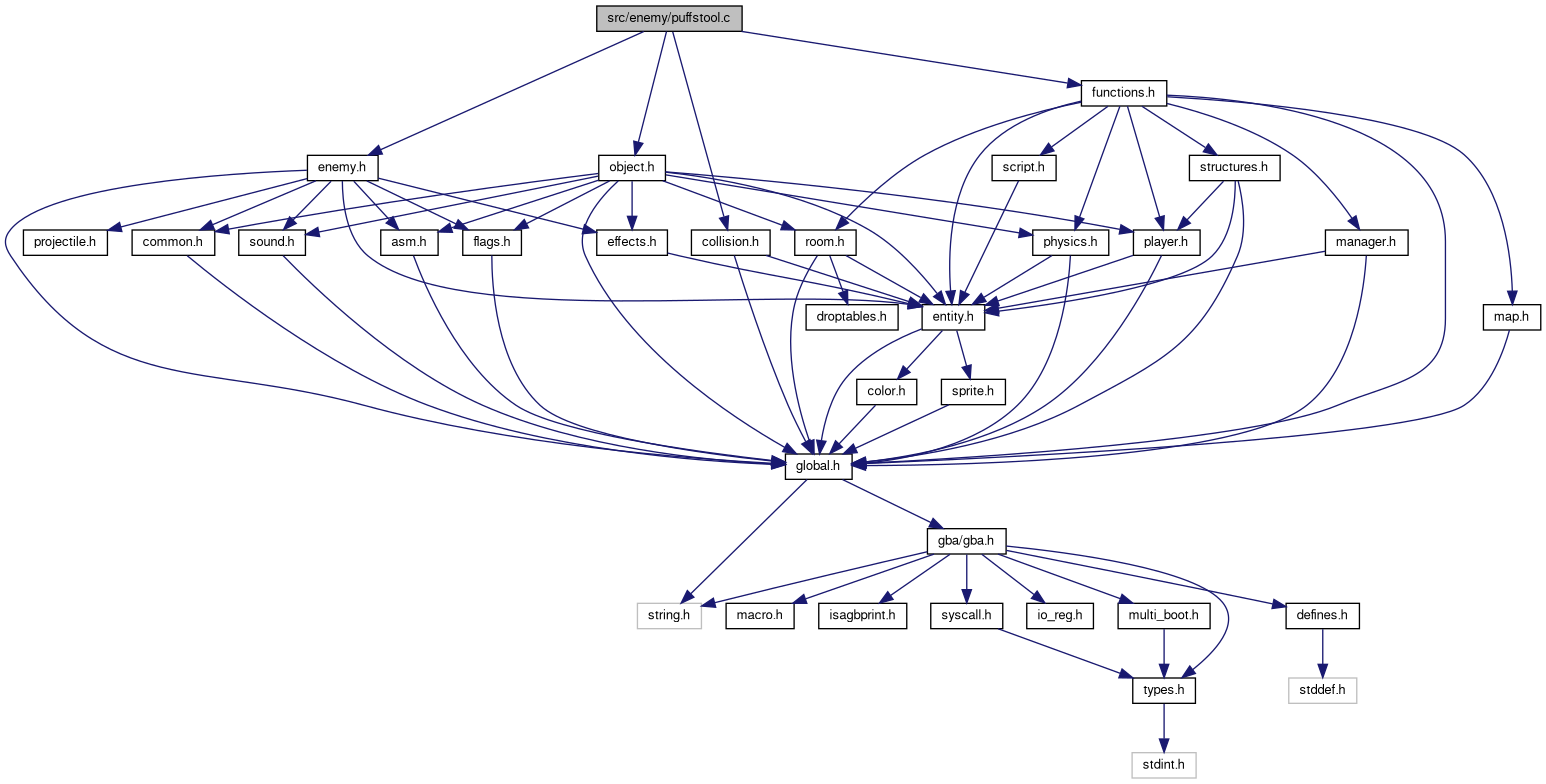 src/enemy/puffstool.c
functions.h
enemy.h
object.h
script.h
structures.h
projectile.h
common.h
sound.h
asm.h
flags.h
effects.h
collision.h
room.h
physics.h
player.h
manager.h
droptables.h
entity.h
map.h
color.h
sprite.h
global.h
gba/gba.h
string.h
macro.h
isagbprint.h
syscall.h
io_reg.h
multi_boot.h
defines.h
types.h
stddef.h
stdint.h